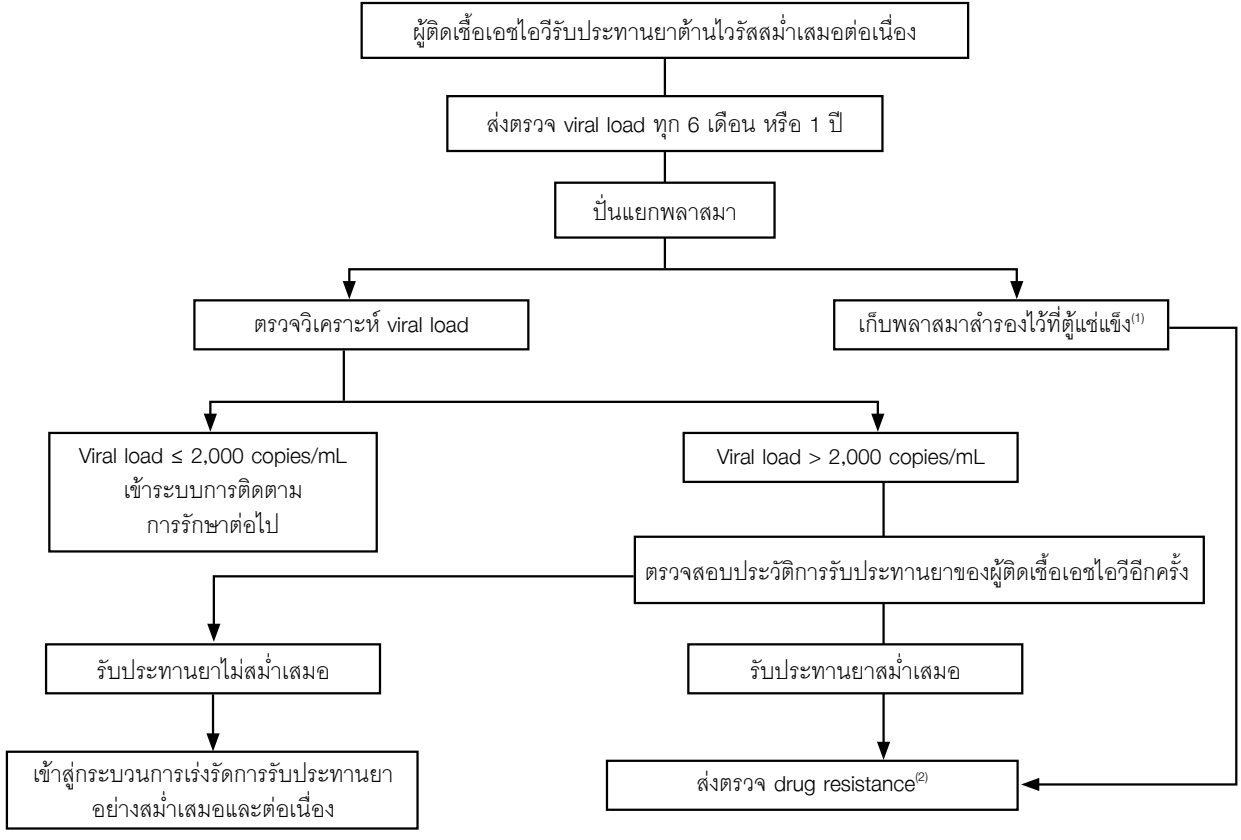 ผู้ติดเชื้อเอชไอวีรับประทานยาต้านไวรัสสม่ำเสมอต่อเนื่อง
ส่งตรวจ viral load ทุก 6 เดือน หรือ 1 ปี
ปั่นแยกพลาสมา
ตรวจวิเคราะห์ viral load
เก็บพลาสมาสำรองไว้ที่ตู้แช่แข็ง(1)
Viral load ≤ 2,000 copies/mL
เข้าระบบการติดตาม
การรักษาต่อไป
Viral load > 2,000 copies/mL
ตรวจสอบประวัติการรับประทานยาของผู้ติดเชื้อเอชไอวีอีกครั้ง
รับประทานยาไม่สม่ำเสมอ
รับประทานยาสม่ำเสมอ
เข้าสู่กระบวนการเร่งรัดการรับประทานยา
อย่างสม่ำเสมอและต่อเนื่อง
ส่งตรวจ drug resistance(2)